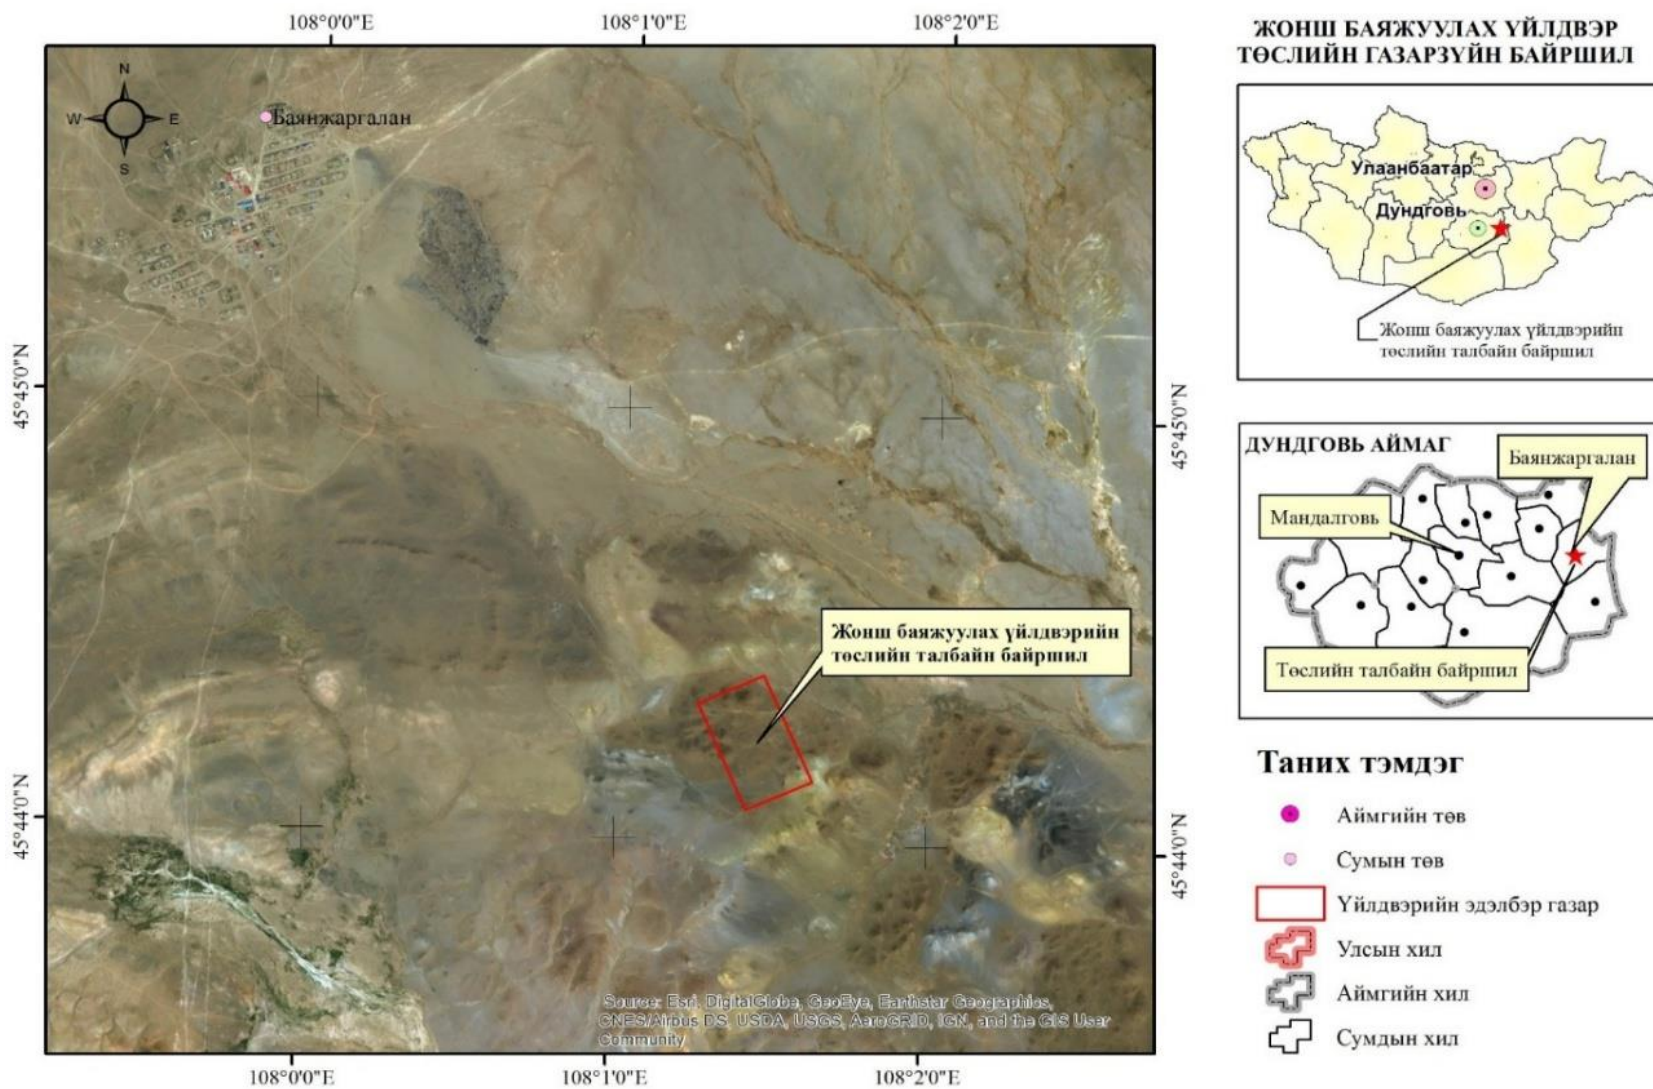 108°0'0"E
108°1'0"E
108°2'0"E
N
W
E
S
Баянжаргалан
45°45'0"N
45°44'0"N
45°45'0"N
45°44'0"N
Жонш баяжуулах үйлдвэрийн
төслийн талбайн байршил
Source: Esri, DigitalGlobe, GeoEye, Earthstar Geographics,
CNES/Airbus DS, USDA, USGS, AeroGRID, IGN, and the GIS User
Community
108°0'0"E
108°1'0"E
108°2'0"E
ЖОНШ БАЯЖУУЛАХ ҮЙЛДВЭР
ТӨСЛИЙН ГАЗАРЗҮЙН БАЙРШИЛ
Улаанбаатар
Дундговь
Жонш баяжуулах үйлдвэрийн
төслийн талбайн байршил
ДУНДГОВЬ АЙМАГ
Баянжаргалан
Мандалговь
Төслийн талбайн байршил
Таних тэмдэг
Аймгийн төв
Сумын төв
Үйлдвэрийн эдэлбэр газар
Улсын хил
Аймгийн хил
Сумдын хил